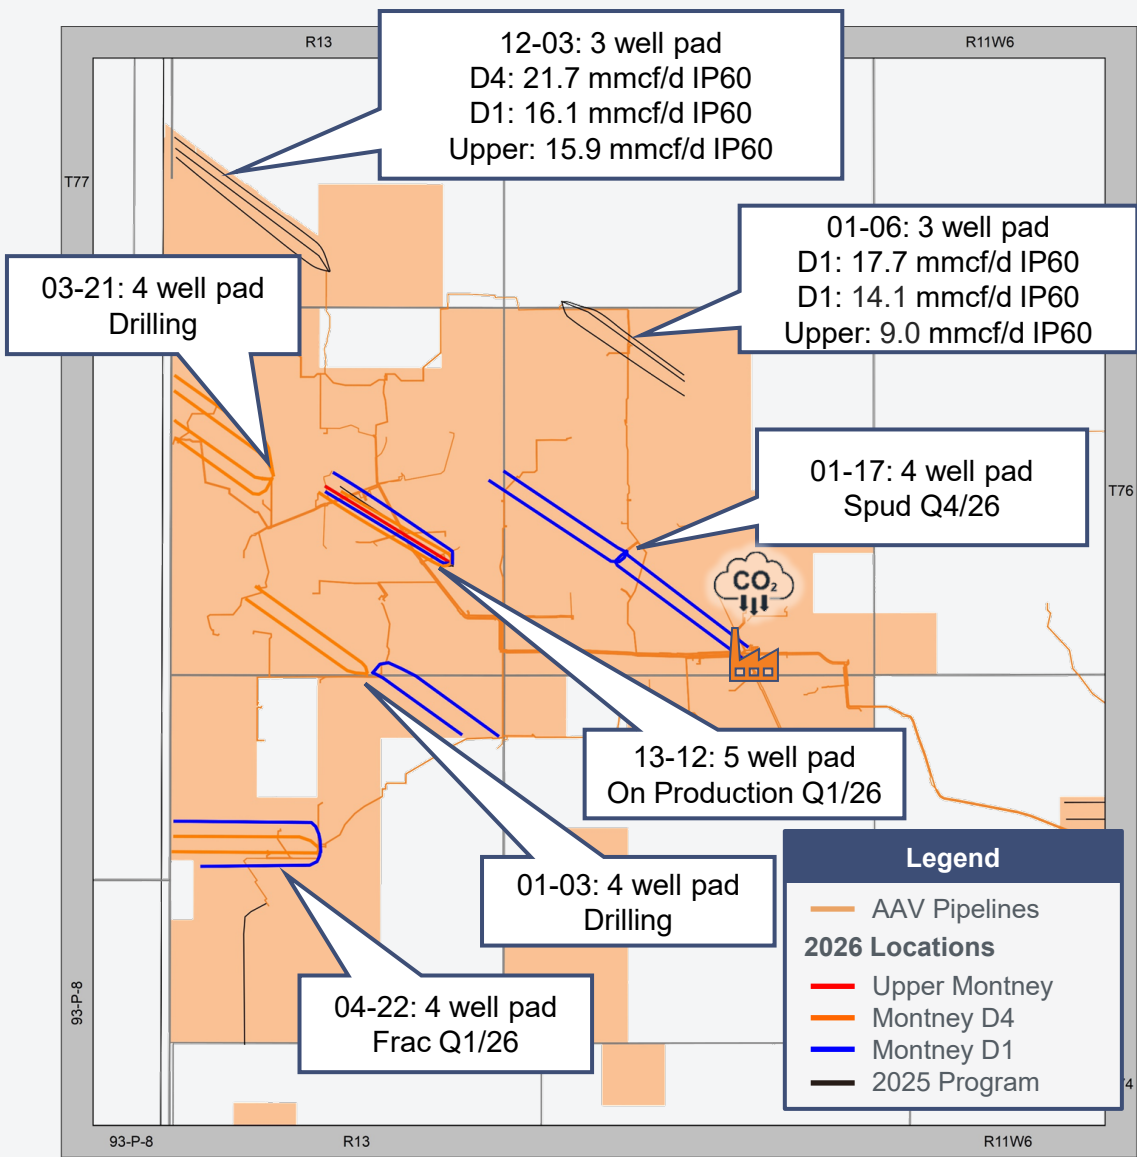 R13
R11W6
12-03: 3 well pad
D4: 21.7 mmcf/d IP60
D1: 16.1 mmcf/d IP60
Upper: 15.9 mmcf/d IP60
T77
01-06: 3 well pad
D1: 17.7 mmcf/d IP60
D1: 14.1 mmcf/d IP60
Upper: 9.0 mmcf/d IP60
03-21: 4 well pad
Drilling
01-17: 4 well pad
Spud Q4/26
T76
CO₂
13-12: 5 well pad
On Production Q1/26
01-03: 4 well pad
Drilling
04-22: 4 well pad
Frac Q1/26
93-P-8
Legend
AAV Pipelines
2026 Locations
Upper Montney
Montney D4
Montney D1
2025 Program
93-P-8
R13
R11W6